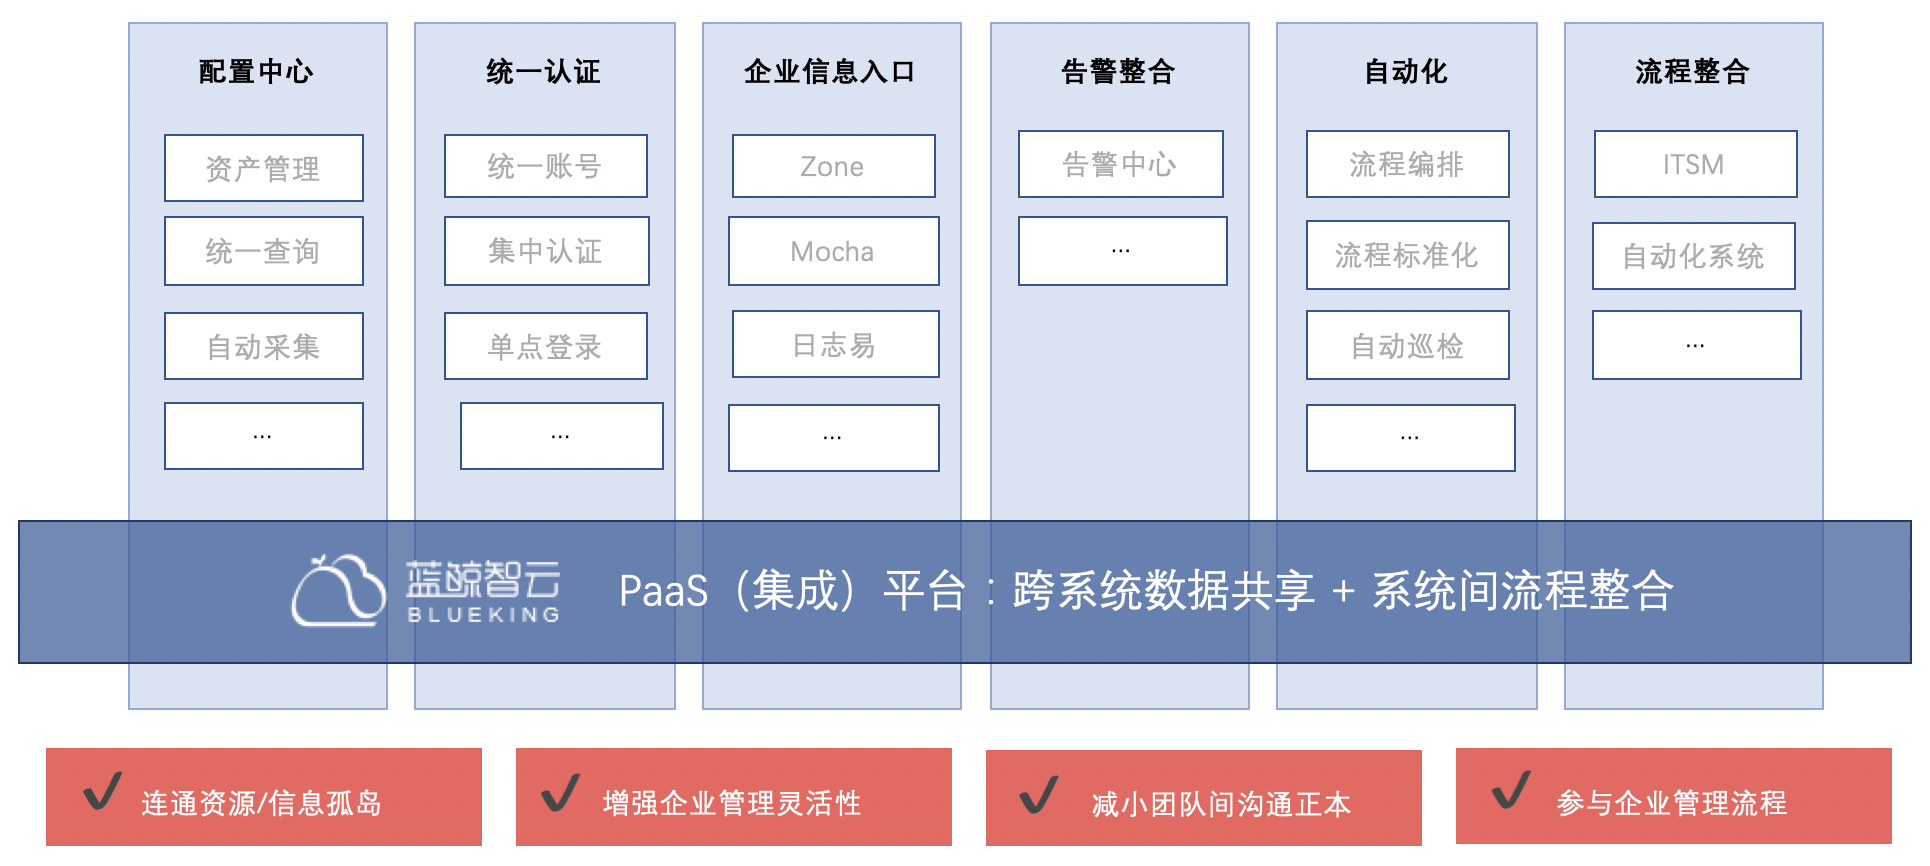 配置中心
资产管理
统一查询
自动采集
...
统一认证
统一账号
集中认证
单点登录
...
企业信息入口
Zone
Mocha
日志易
...
告警整合
告警中心
...
自动化
流程编排
流程标准化
自动巡检
...
流程整合
ITSM
自动化系统
...
蓝鲸智云
BLUEKING
PaaS（集成）平台：跨系统数据共享 + 系统间流程整合
连通资源/信息孤岛
增强企业管理灵活性
减小团队间沟通正本
参与企业管理流程